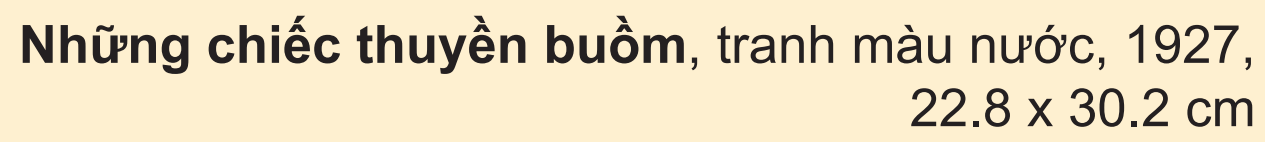 Những chiếc thuyền buồm, tranh màu nước, 1927,
22.8 x 30.2 cm